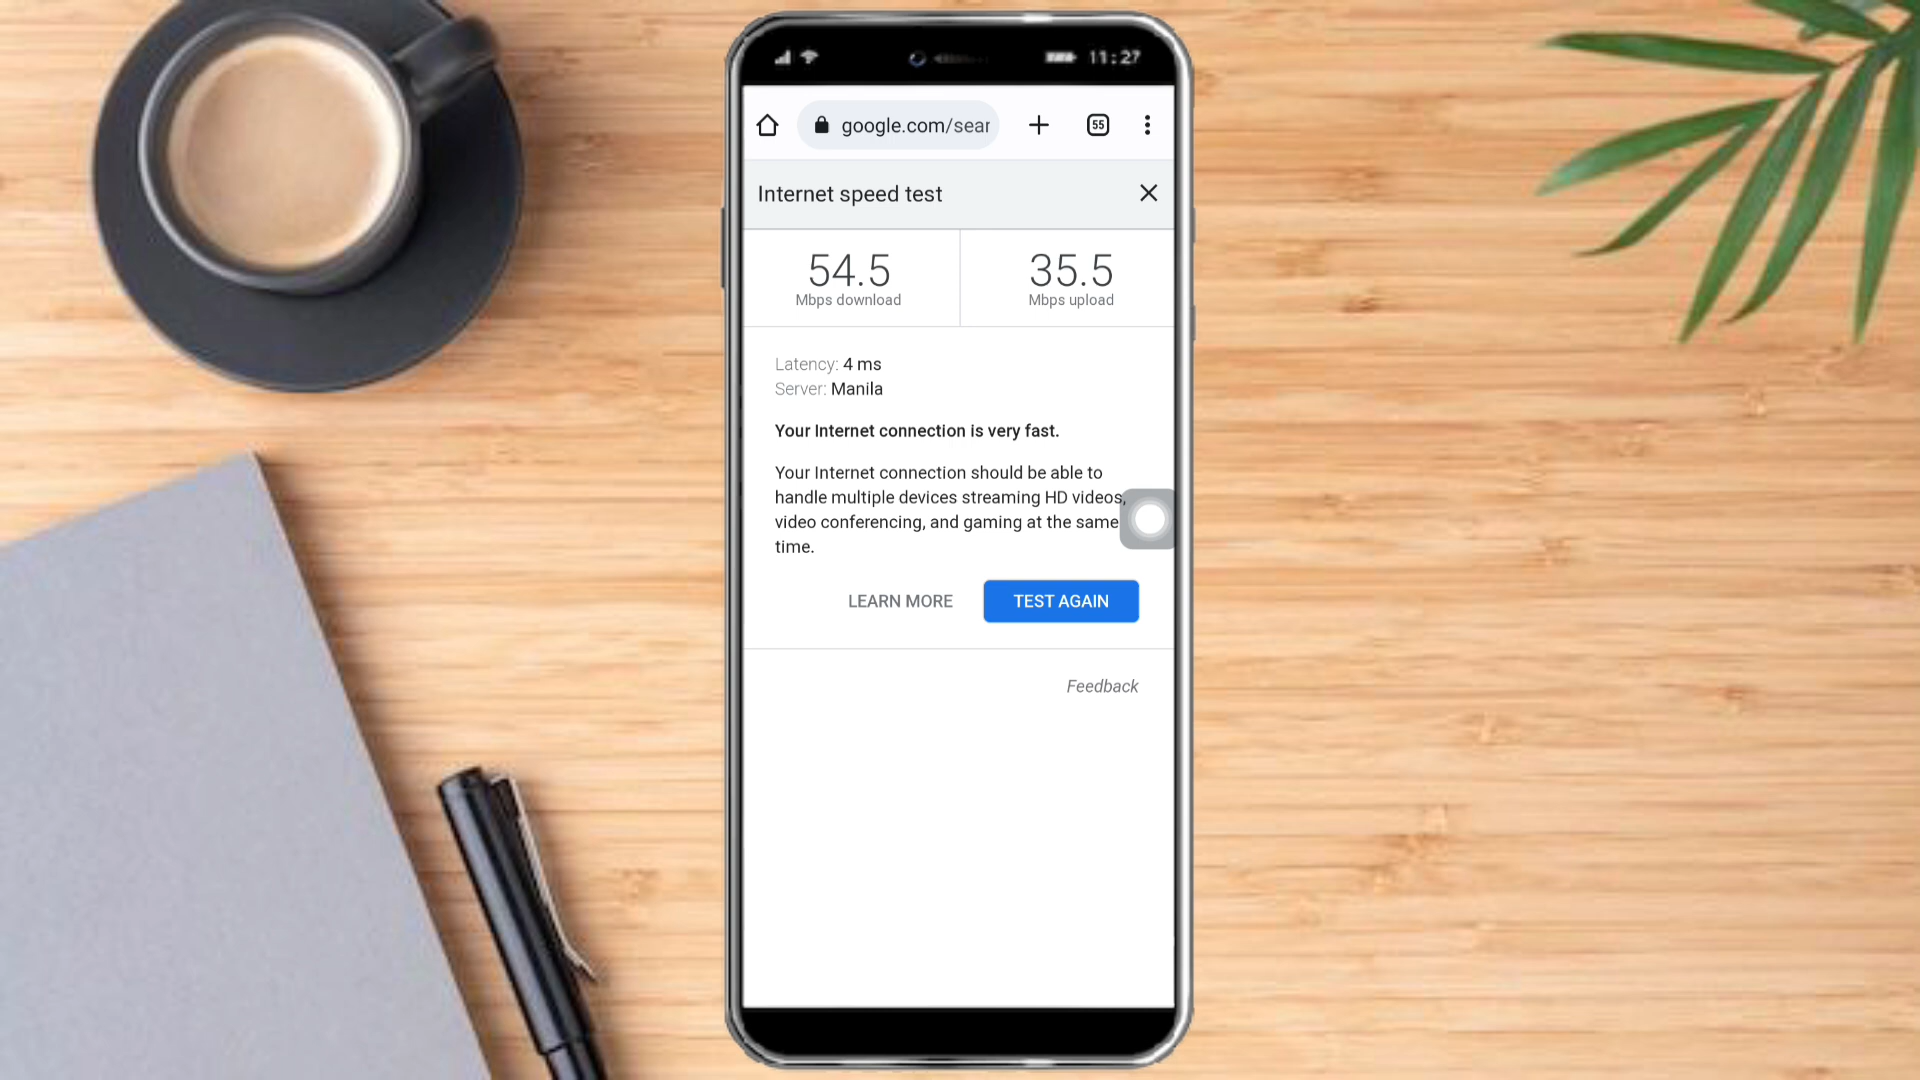 11:27
google.com/sear
55
Internet speed test
54.5
Mbps download
35.5
Mbps upload
Latency: 4 ms
Server: Manila
Your Internet connection is very fast.
Your Internet connection should be able to
handle multiple devices streaming HD videos,
video conferencing, and gaming at the same
time.
LEARN MORE
TEST AGAIN
Feedback